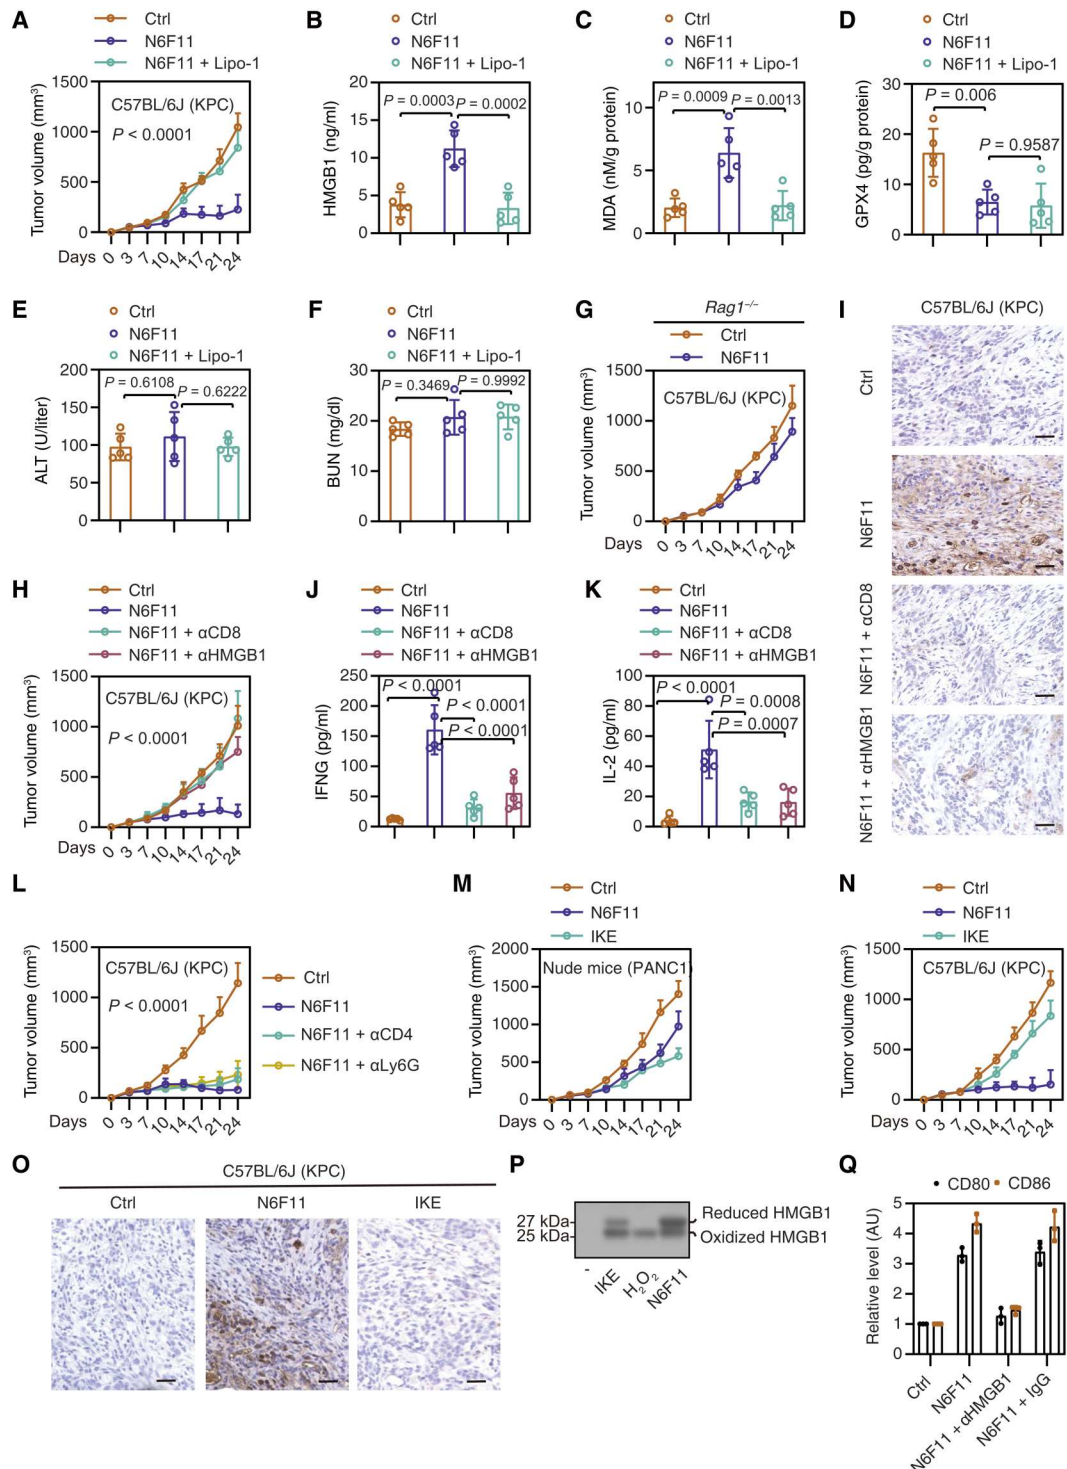 A
Ctrl
N6F11
N6F11 + Lipo-1
C57BL/6J (KPC)
P < 0.0001
Tumor volume (mm³)
1500
1000
500
0
Days
0 3 7 10 14 17 21 24
B
Ctrl
N6F11
N6F11 + Lipo-1
P = 0.0003 P = 0.0002
HMGB1 (ng/ml)
20
15
10
5
0
C
Ctrl
N6F11
N6F11 + Lipo-1
P = 0.0009 P = 0.0013
MDA (nM/g protein)
10
5
0
D
Ctrl
N6F11
N6F11 + Lipo-1
P = 0.006
P = 0.9587
GPX4 (pg/g protein)
30
20
10
0
E
Ctrl
N6F11
N6F11 + Lipo-1
P = 0.6108
P = 0.6222
ALT (U/liter)
200
150
100
50
0
F
Ctrl
N6F11
N6F11 + Lipo-1
P = 0.3469 P = 0.9992
BUN (mg/dl)
30
20
10
0
G
Rag1⁻/⁻
Ctrl
N6F11
C57BL/6J (KPC)
Tumor volume (mm³)
1500
1000
500
0
Days
0 3 7 10 14 17 21 24
I
C57BL/6J (KPC)
Ctrl
N6F11
N6F11 + αCD8
N6F11 + αHMGB1
H
Ctrl
N6F11
N6F11 + αCD8
N6F11 + αHMGB1
C57BL/6J (KPC)
P < 0.0001
Tumor volume (mm³)
1500
1000
500
0
Days
0 3 7 10 14 17 21 24
J
Ctrl
N6F11
N6F11 + αCD8
N6F11 + αHMGB1
P < 0.0001
P < 0.0001
P < 0.0001
IFNG (pg/ml)
250
200
150
100
50
0
K
Ctrl
N6F11
N6F11 + αCD8
N6F11 + αHMGB1
P < 0.0001
P = 0.0008
P = 0.0007
IL-2 (pg/ml)
100
80
60
40
20
0
L
C57BL/6J (KPC)
P < 0.0001
Ctrl
N6F11
N6F11 + αCD4
N6F11 + αLy6G
Tumor volume (mm³)
1500
1000
500
0
Days
0 3 7 10 14 17 21 24
M
Ctrl
N6F11
IKE
Nude mice (PANC1)
Tumor volume (mm³)
2000
1500
1000
500
0
Days
0 3 7 10 14 17 21 24
N
Ctrl
N6F11
IKE
C57BL/6J (KPC)
Tumor volume (mm³)
1500
1000
500
0
Days
0 3 7 10 14 17 21 24
O
C57BL/6J (KPC)
Ctrl N6F11 IKE
P
27 kDa
25 kDa
Reduced HMGB1
Oxidized HMGB1
- IKE H₂O₂ N6F11
Q
CD80 CD86
Relative level (AU)
5
4
3
2
1
0
Ctrl
N6F11
N6F11 + αHMGB1
N6F11 + IgG